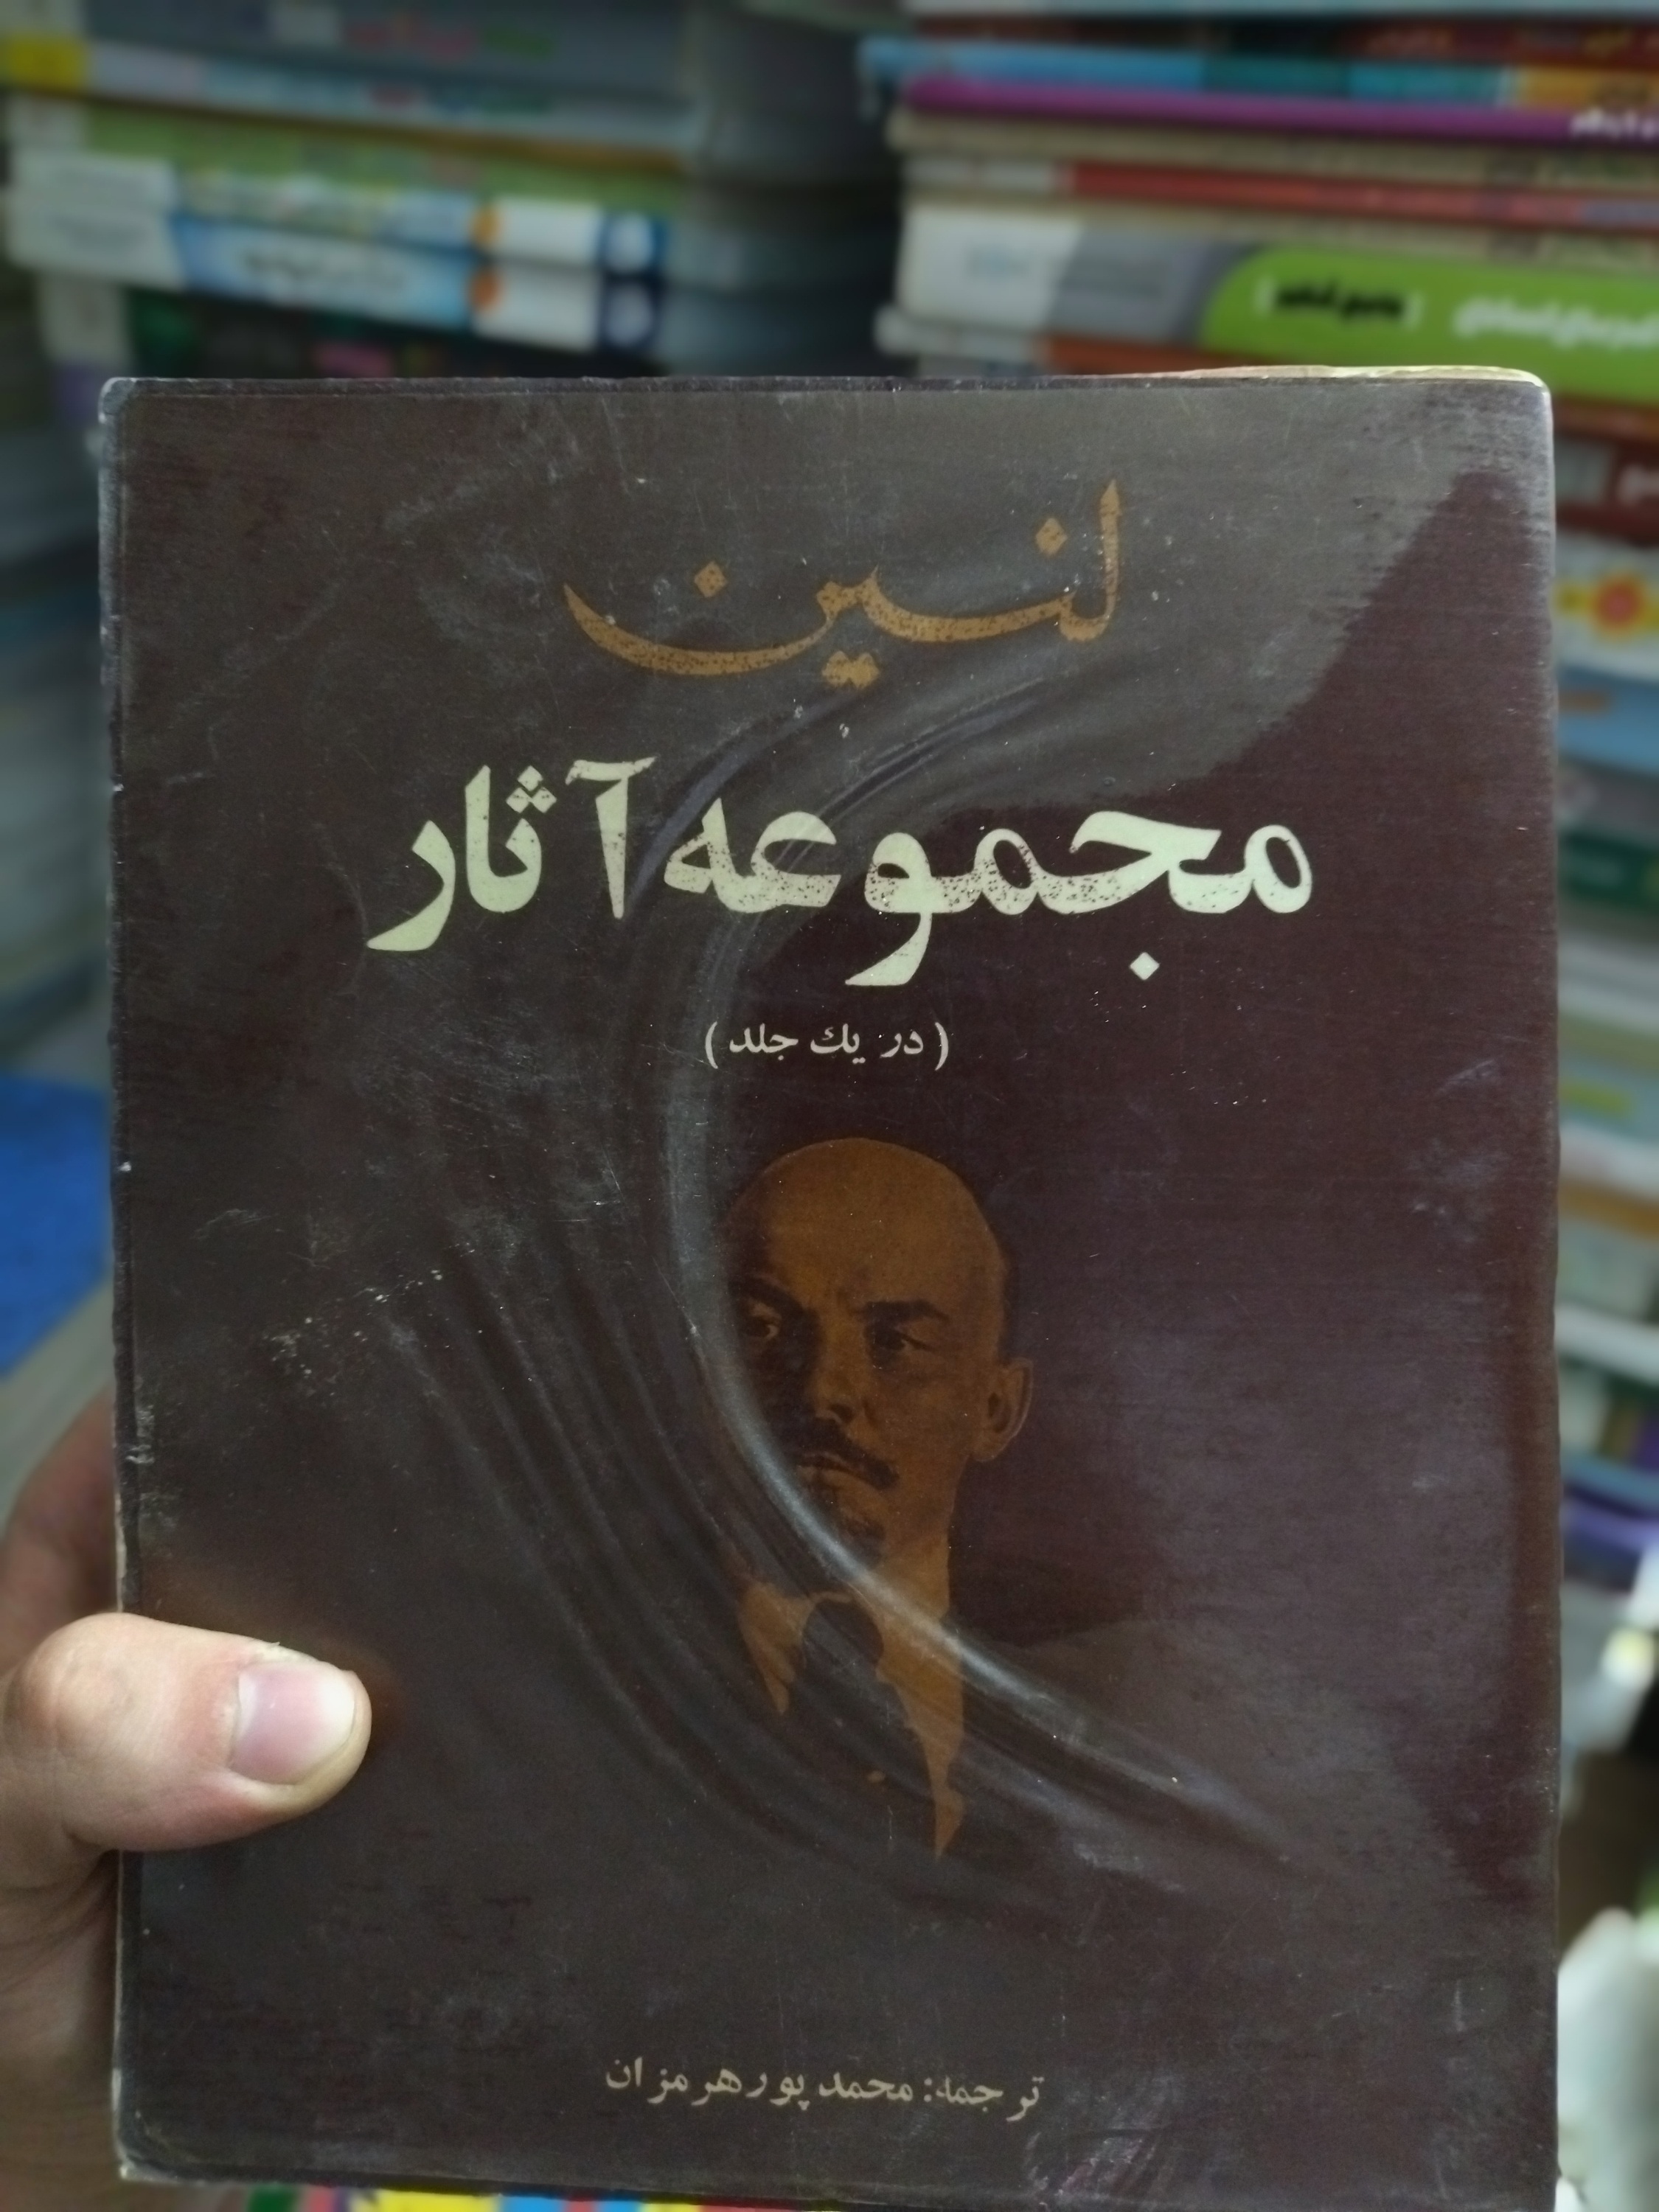 لنین
مجموعه آثار
( در یك جلد )
ترجمه: محمد پورهرمزان